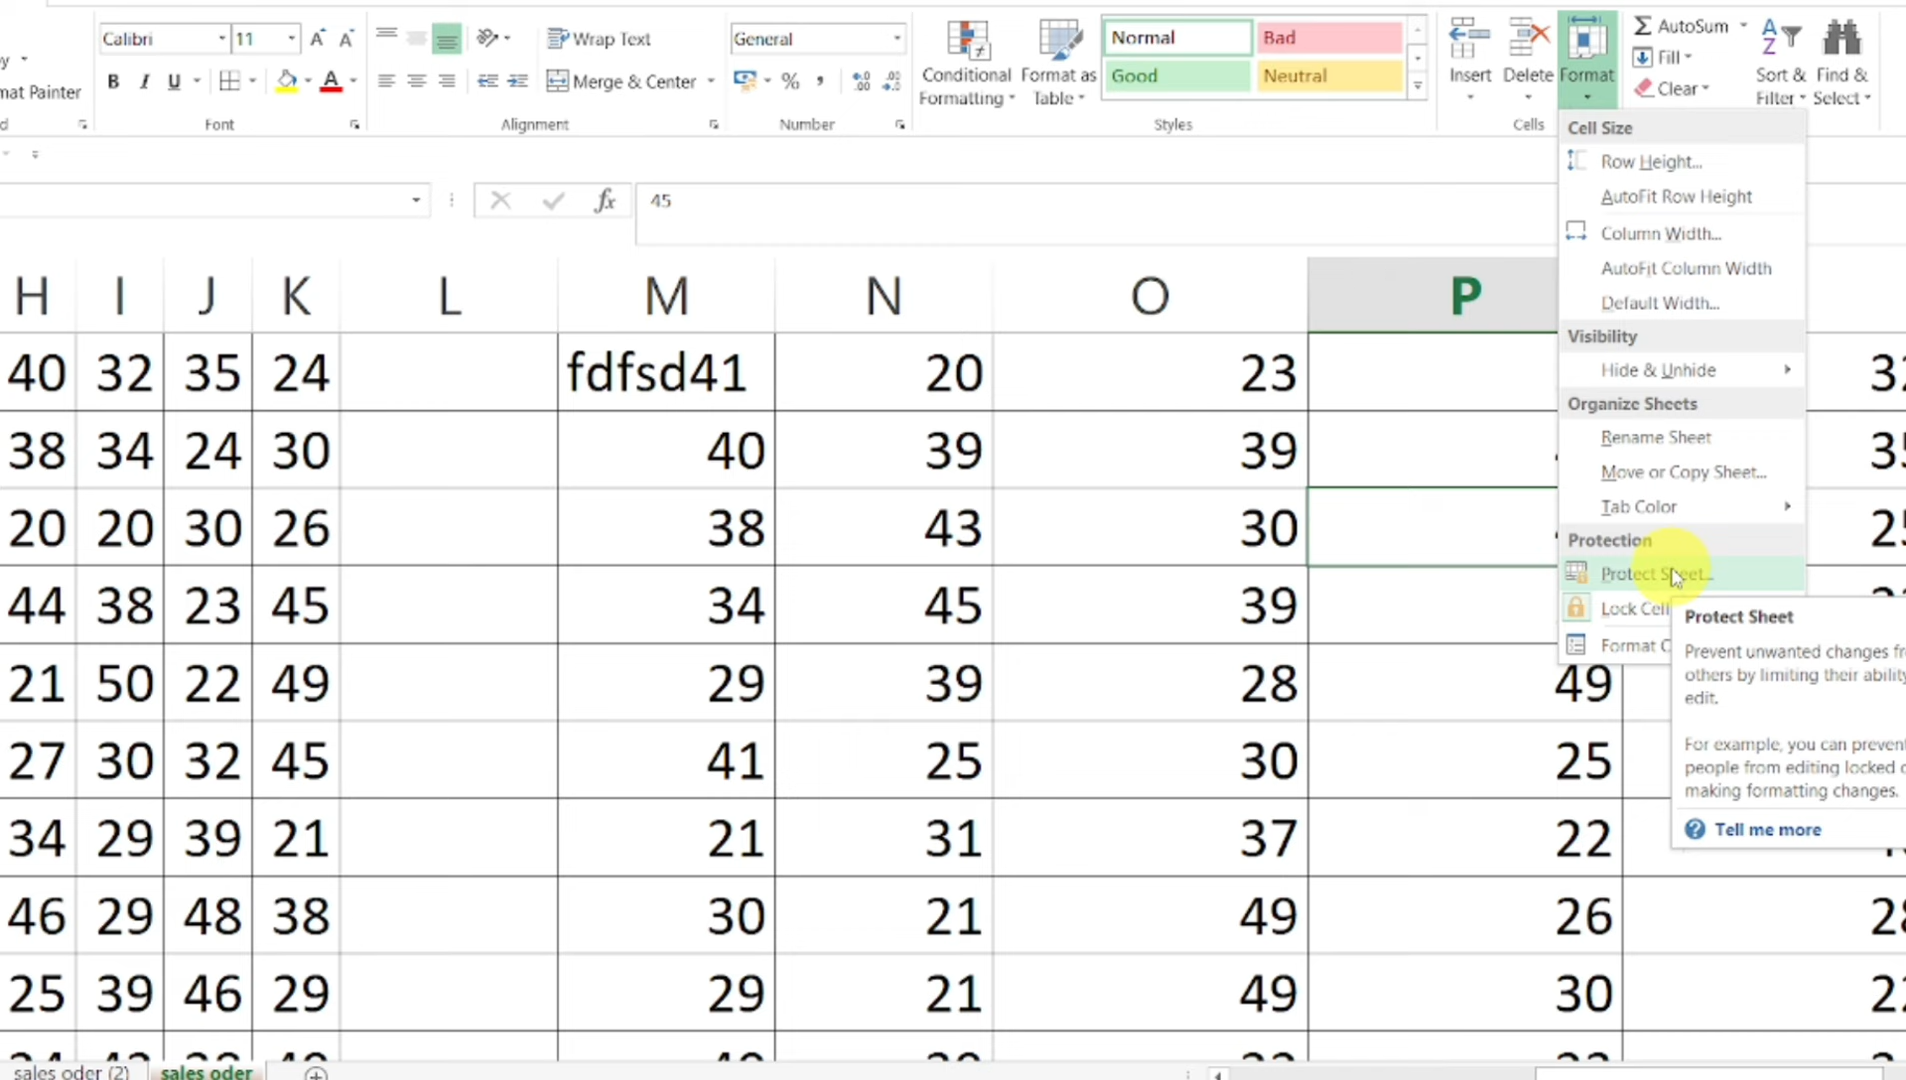 Calibri 11 Wrap Text General Normal Bad AutoSum
Format Painter B I U Merge & Center % , Conditional Formatting Format as Table Good Neutral Insert Delete Format Fill Clear Sort & Filter Find & Select
Font Alignment Number Styles Cells
fx 45
H I J K L M N O P
40 32 35 24 fdfsd41 20 23
38 34 24 30 40 39 39
20 20 30 26 38 43 30
44 38 23 45 34 45 39
21 50 22 49 29 39 28 49
27 30 32 45 41 25 30 25
34 29 39 21 21 31 37 22
46 29 48 38 30 21 49 26
25 39 46 29 29 21 49 30
Cell Size
Row Height...
AutoFit Row Height
Column Width...
AutoFit Column Width
Default Width...
Visibility
Hide & Unhide
Organize Sheets
Rename Sheet
Move or Copy Sheet...
Tab Color
Protection
Protect Sheet...
Lock Cell
Format C
Protect Sheet
Prevent unwanted changes
others by limiting their ability
edit.
For example, you can prevent
people from editing locked
making formatting changes.
Tell me more
sales oder (2) sales oder